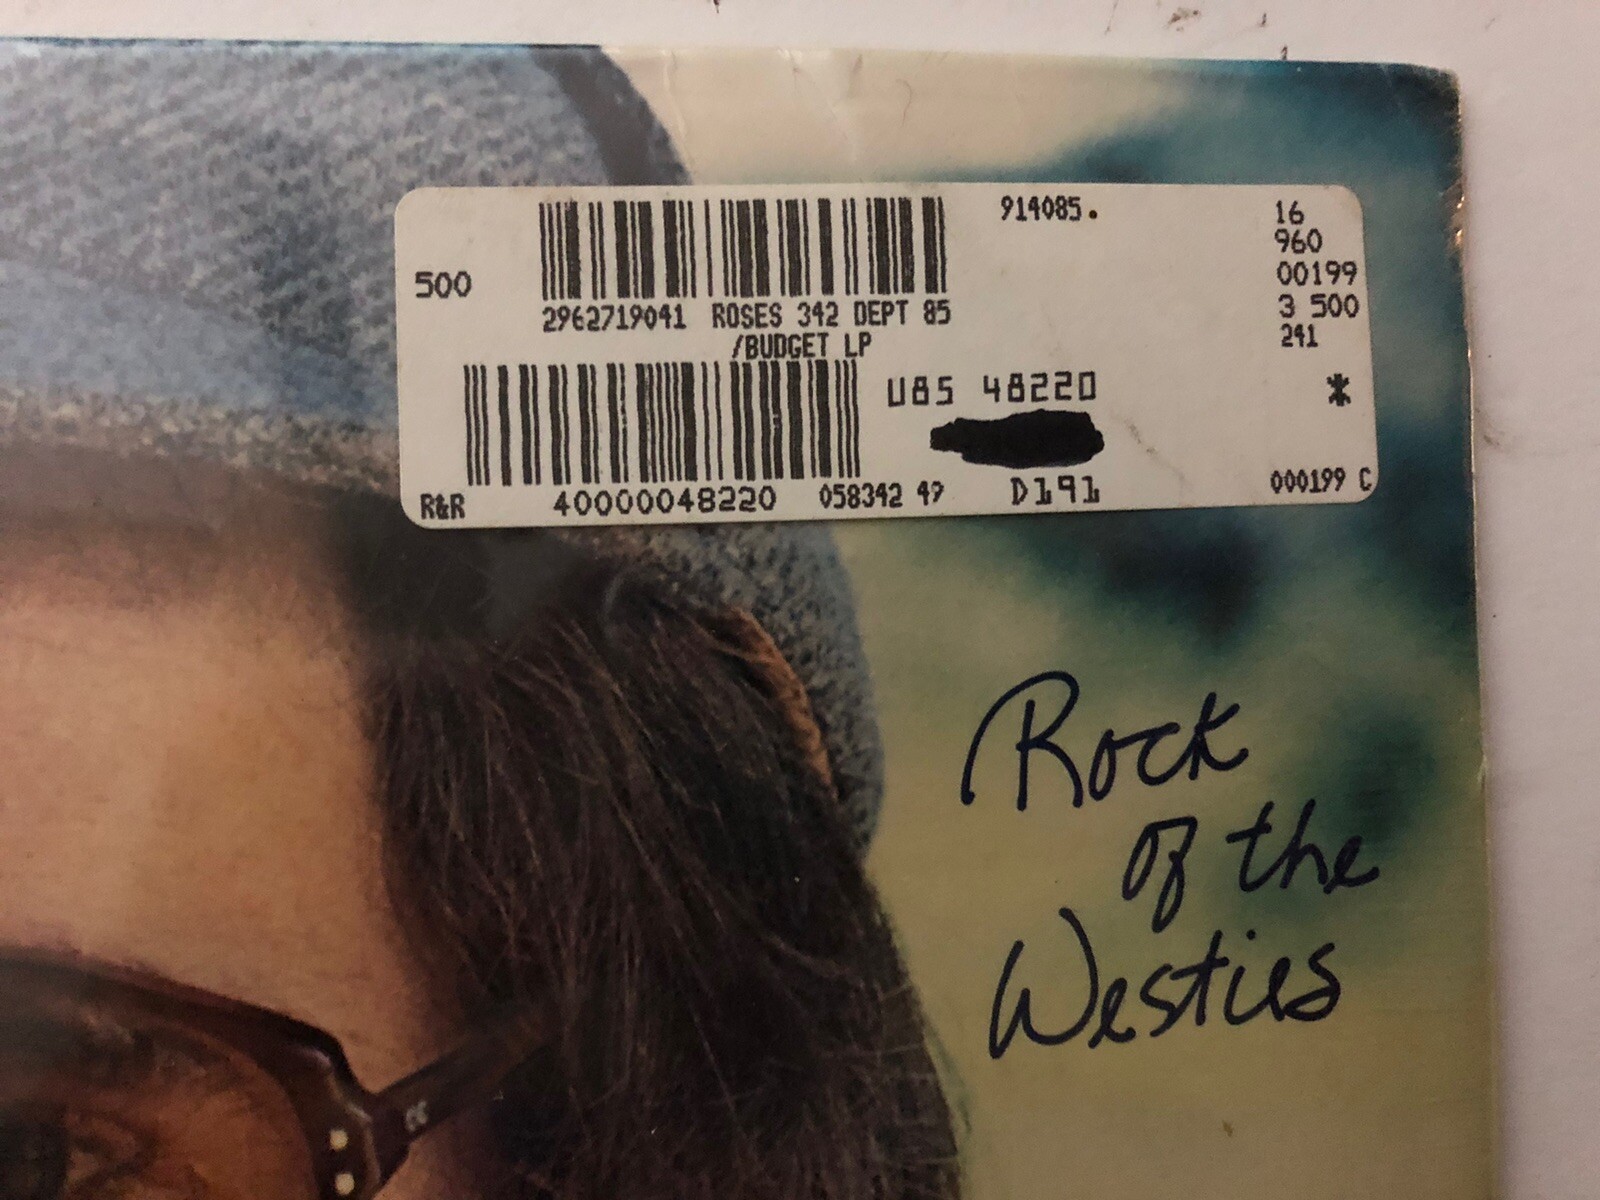 914085.
16
960
00199
3 500
241
500
2962719041 ROSES 342 DEPT 85
/BUDGET LP
U85 48220
*
R&R 40000048220 058342 49 D191 000199 C
Rock
of the
Westies